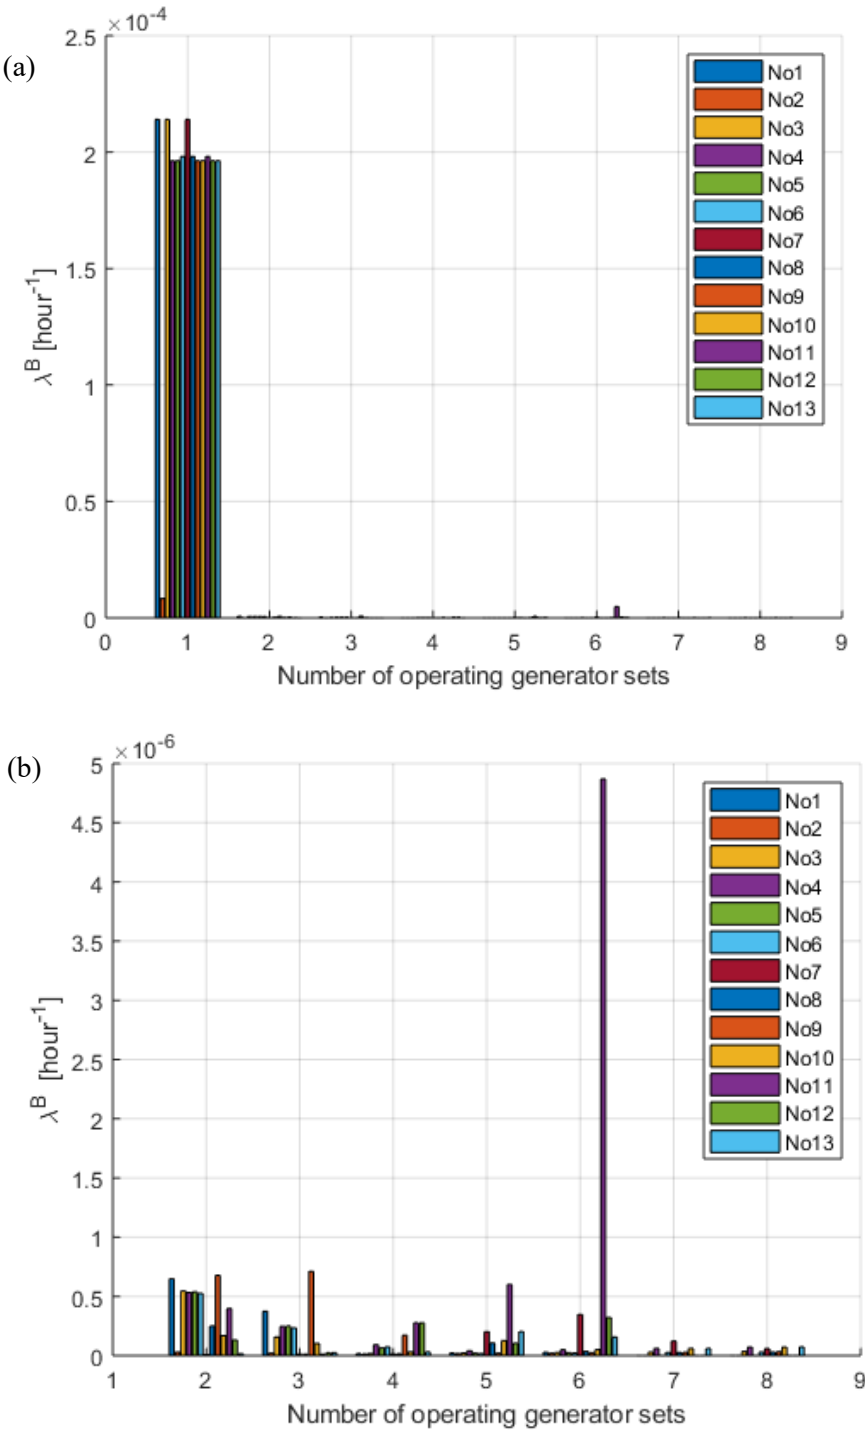 (a)
×10⁻⁴
2.5
2
1.5
1
0.5
0
λᴮ [hour⁻¹]
0 1 2 3 4 5 6 7 8 9
Number of operating generator sets
No1
No2
No3
No4
No5
No6
No7
No8
No9
No10
No11
No12
No13
(b)
×10⁻⁶
5
4.5
4
3.5
3
2.5
2
1.5
1
0.5
0
λᴮ [hour⁻¹]
1 2 3 4 5 6 7 8 9
Number of operating generator sets
No1
No2
No3
No4
No5
No6
No7
No8
No9
No10
No11
No12
No13